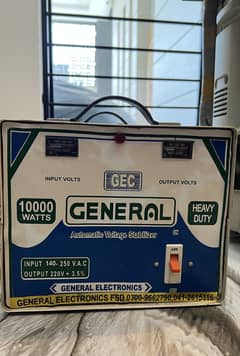 INPUT VOLTS
OUTPUT VOLTS
GEC
10000
WATTS
GENERAL
HEAVY
DUTY
Automatic Voltage Stabilizer
INPUT 140- 250 V.A.C
OUTPUT 220V + 3.5%
GENERAL ELECTRONICS
GENERAL ELECTRONICS FSD